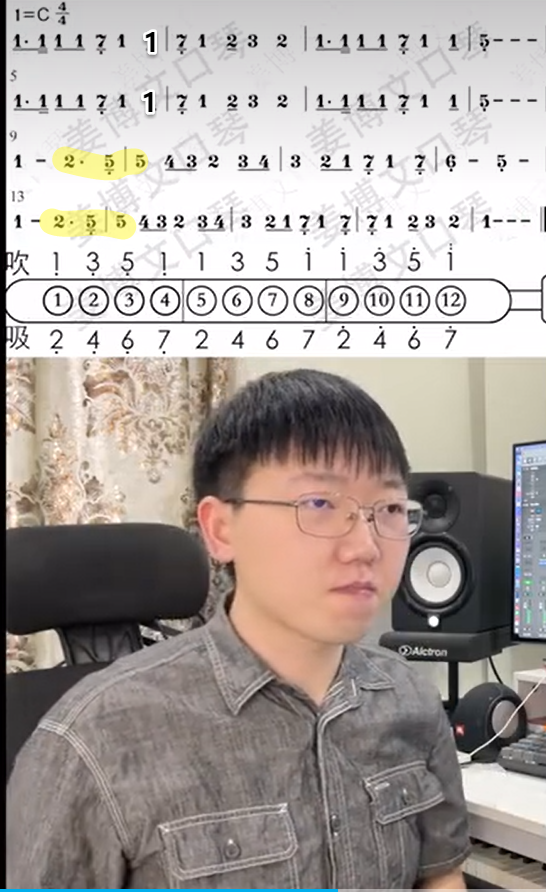 1=C 4/4
1· 1 1 1 7̣ 1 1 | 7̣ 1 2 3 2 | 1· 1 1 1 7̣ 1 1 | 5̣ - - -
5
1· 1 1 1 7̣ 1 1 | 7̣ 1 2 3 2 | 1· 1 1 1 7̣ 1 1 | 5̣ - - -
9
1 - 2· 5̣ | 5̣ 4 3 2 3 4 | 3 2 1 7̣ 1 7̣ | 6̣ - 5̣ -
13
1 - 2· 5̣ | 5 4 3 2 3 4 | 3 2 1 7̣ 1 7̣ | 7̣ 1 2 3 2 | 1 - - -
吹 1̣ 3̣ 5̣ 1 1 3 5 i i 3̇ 5̇ i
① ② ③ ④ ⑤ ⑥ ⑦ ⑧ ⑨ ⑩ ⑪ ⑫
吸 2̣ 4̣ 6̣ 7̣ 2 4 6 7 2̇ 4̇ 6̇ 7̇
姜博文口琴
Alctron
JBL